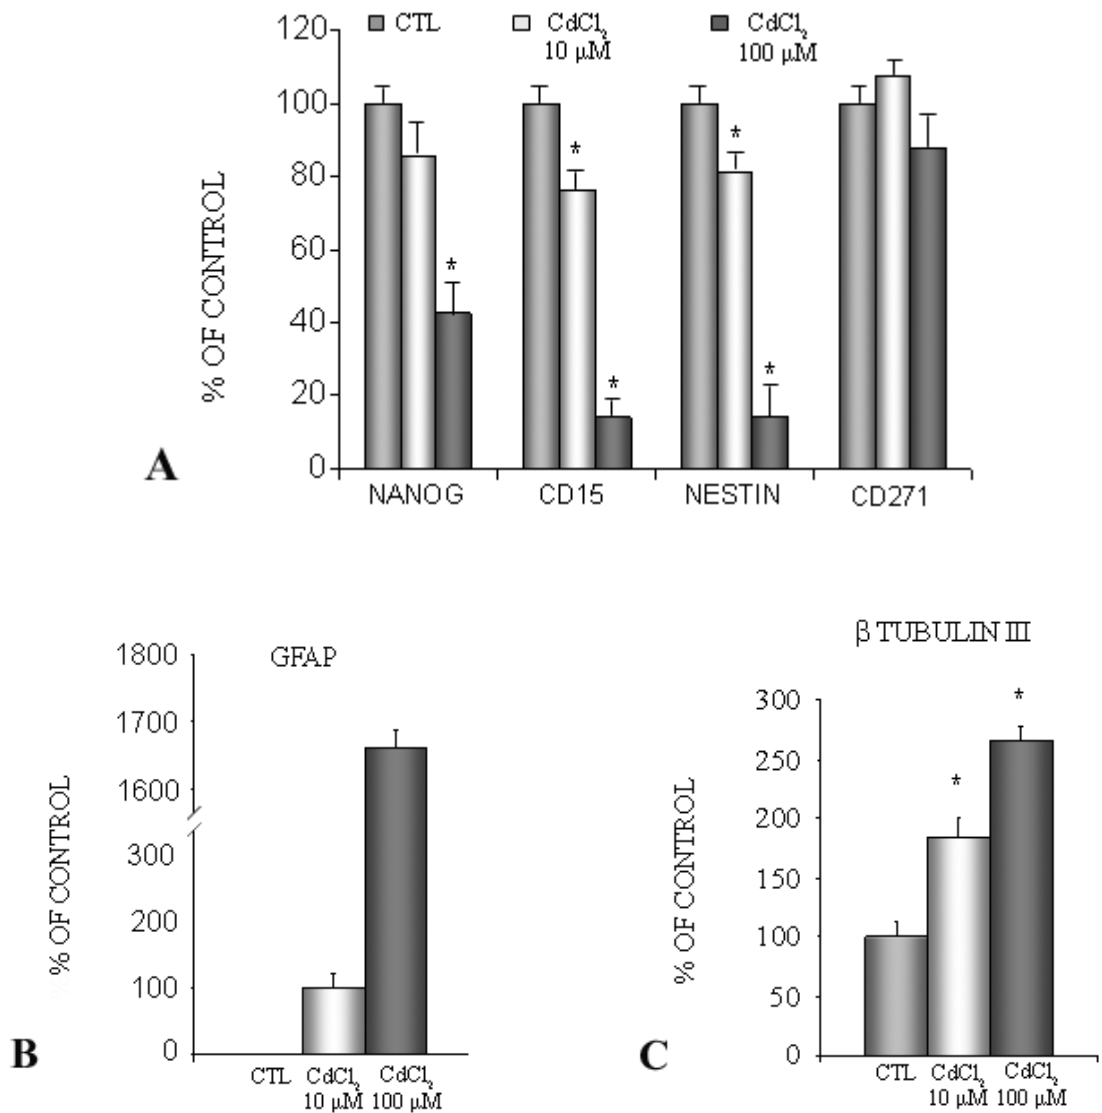 120
CTL
CdCl₂
10 µM
CdCl₂
100 µM
100
80
60
40
20
0
% OF CONTROL
*
*
*
*
*
A
NANOG
CD15
NESTIN
CD271
GFAP
1800
1700
1600
300
200
100
0
% OF CONTROL
B
CTL
CdCl₂
10 µM
CdCl₂
100 µM
β TUBULIN III
300
250
200
150
100
50
0
% OF CONTROL
*
*
C
CTL
CdCl₂
10 µM
CdCl₂
100 µM